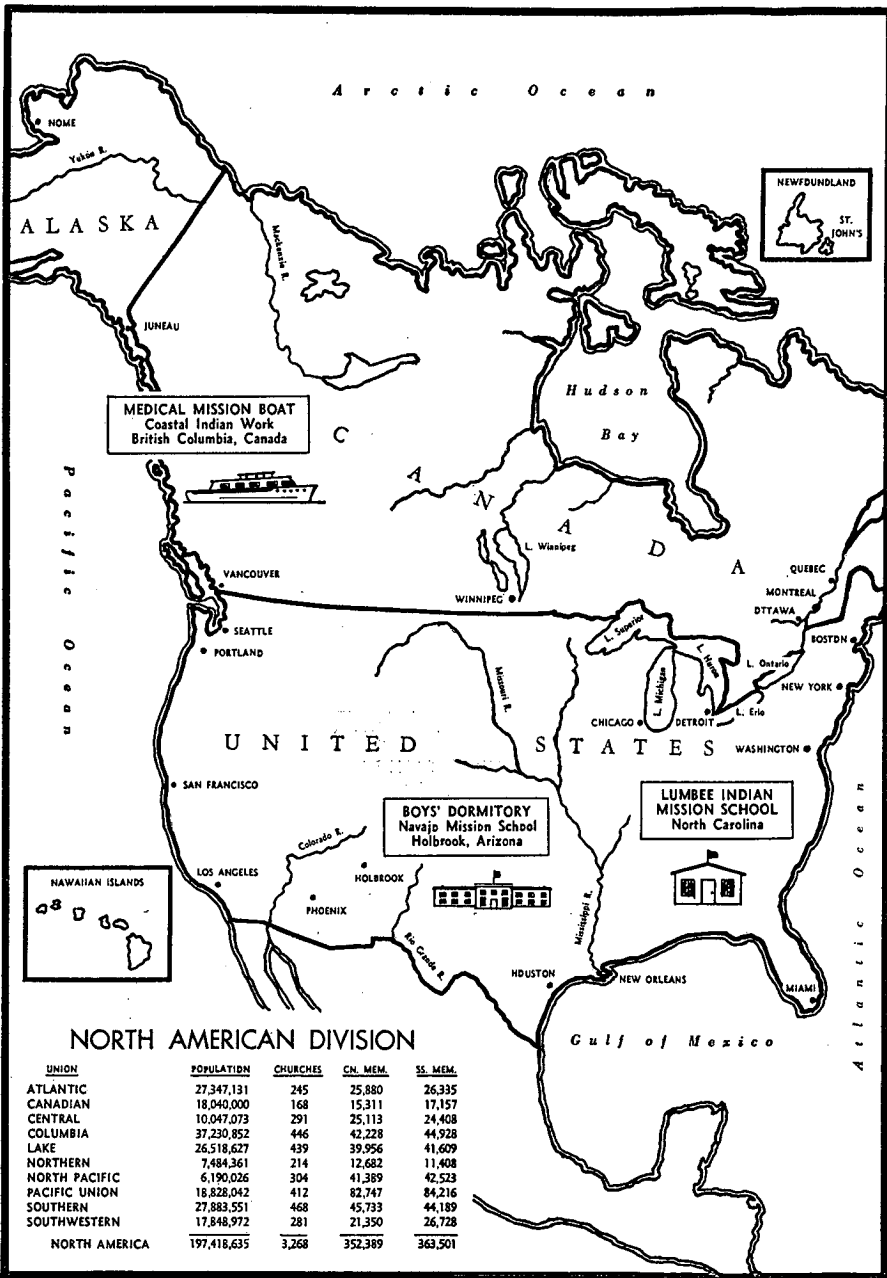 Arctic Ocean
NOME
Yukon R.
ALASKA
Mackenzie R.
NEWFOUNDLAND
ST.
JOHN'S
JUNEAU
MEDICAL MISSION BOAT
Coastal Indian Work
British Columbia, Canada
Hudson
Bay
CANADA
Pacific Ocean
L. Winnipeg
VANCOUVER
WINNIPEG
QUEBEC
MONTREAL
OTTAWA
SEATTLE
PORTLAND
BOSTON
L. Superior
L. Huron
L. Ontario
L. Michigan
Missouri R.
NEW YORK
CHICAGO
DETROIT
L. Erie
UNITED STATES
WASHINGTON
SAN FRANCISCO
BOYS' DORMITORY
Navajo Mission School
Holbrook, Arizona
LUMBEE INDIAN
MISSION SCHOOL
North Carolina
Colorado R.
HOLBROOK
LOS ANGELES
PHOENIX
HAWAIIAN ISLANDS
Rio Grande R.
Mississippi R.
HOUSTON
NEW ORLEANS
MIAMI
Atlantic Ocean
Gulf of Mexico
NORTH AMERICAN DIVISION
UNION POPULATION CHURCHES CH. MEM. SS. MEM.
ATLANTIC 27,347,131 245 25,880 26,335
CANADIAN 18,040,000 168 15,311 17,157
CENTRAL 10,047,073 291 25,113 24,408
COLUMBIA 37,230,852 446 42,228 44,928
LAKE 26,518,627 439 39,956 41,609
NORTHERN 7,484,361 214 12,682 11,408
NORTH PACIFIC 6,190,026 304 41,389 42,523
PACIFIC UNION 18,828,042 412 82,747 84,216
SOUTHERN 27,883,551 468 45,733 44,189
SOUTHWESTERN 17,848,972 281 21,350 26,728
NORTH AMERICA 197,418,635 3,268 352,389 363,501